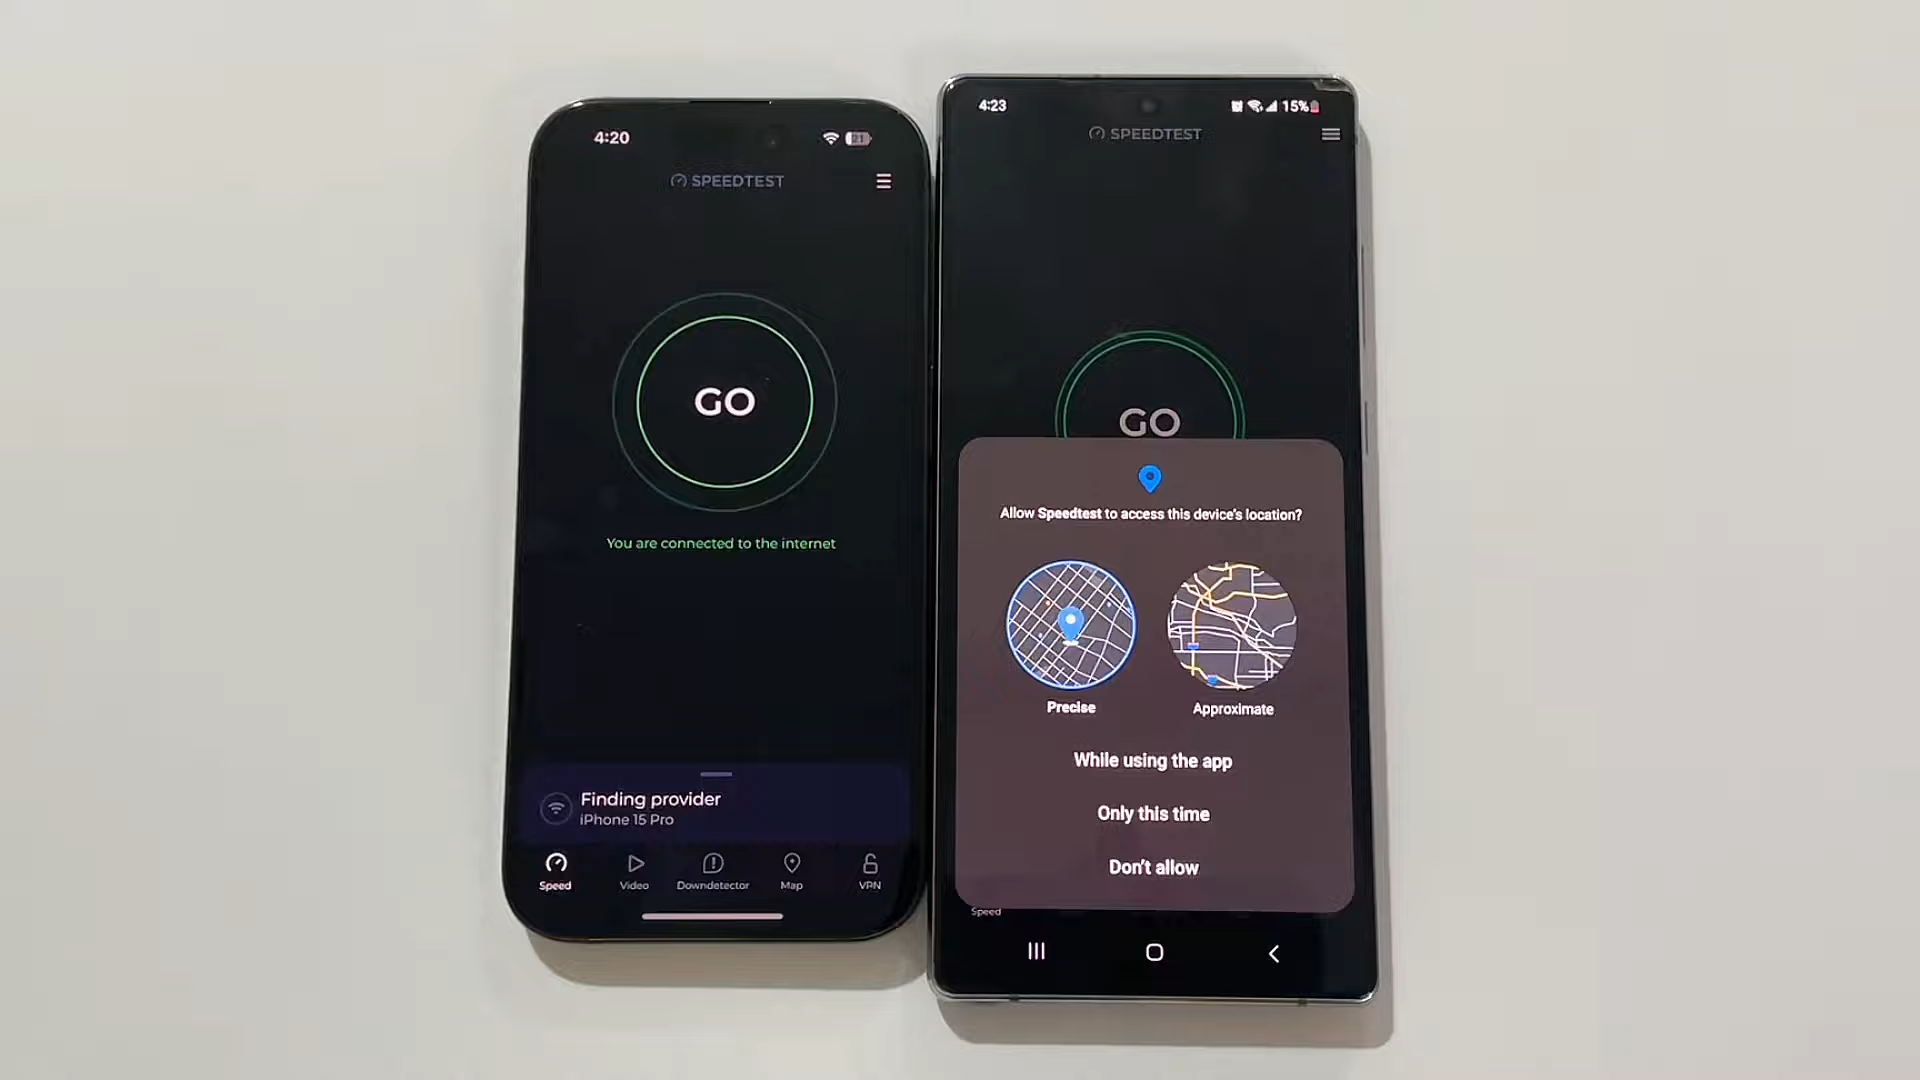 4:20
21
SPEEDTEST
GO
You are connected to the internet
Finding provider
iPhone 15 Pro
Speed
Video
Downdetector
Map
VPN
4:23
15%
SPEEDTEST
GO
Allow Speedtest to access this device's location?
Precise
Approximate
While using the app
Only this time
Don't allow
Speed